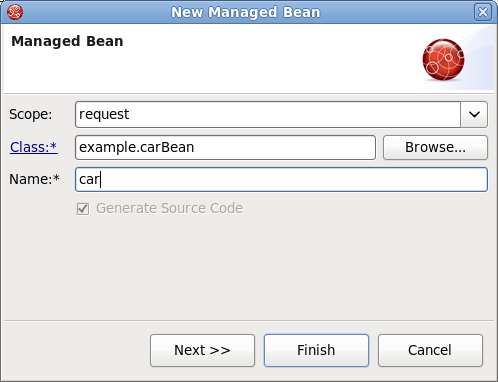 New Managed Bean
Managed Bean
Scope: request
Class:* example.carBean Browse...
Name:* car
Generate Source Code
Next >> Finish Cancel